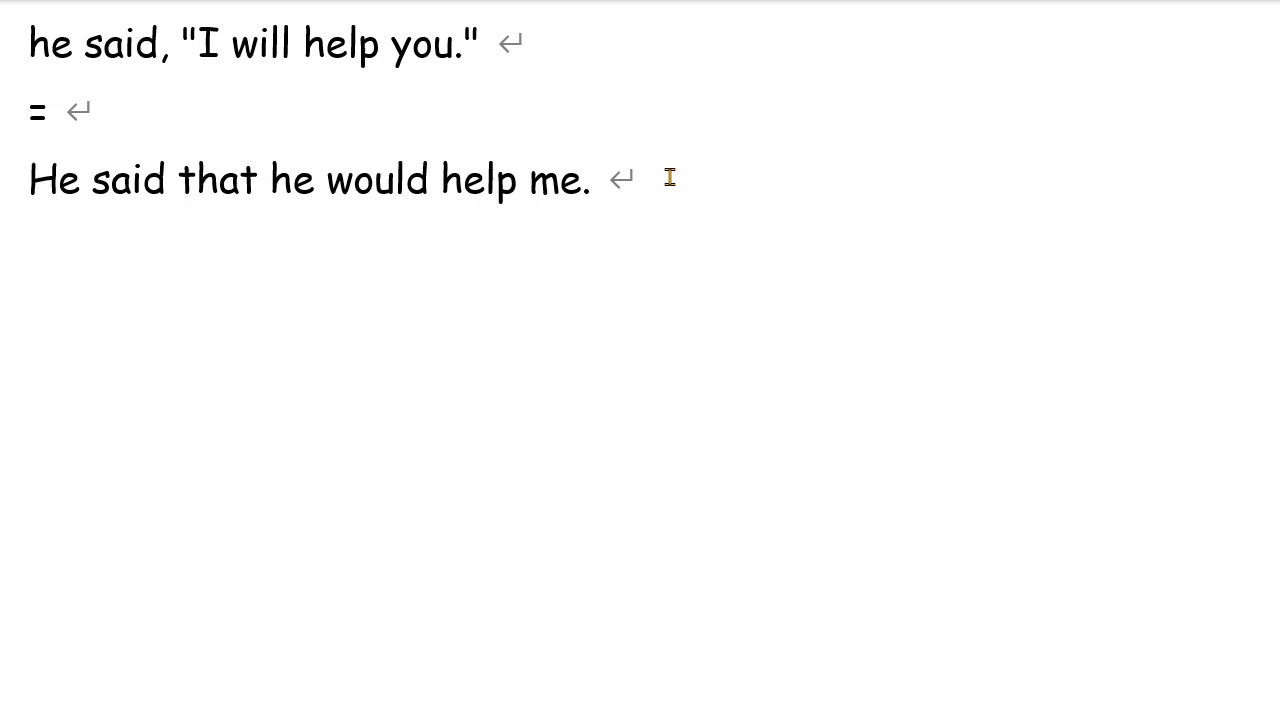 he said, "I will help you."
=
He said that he would help me.